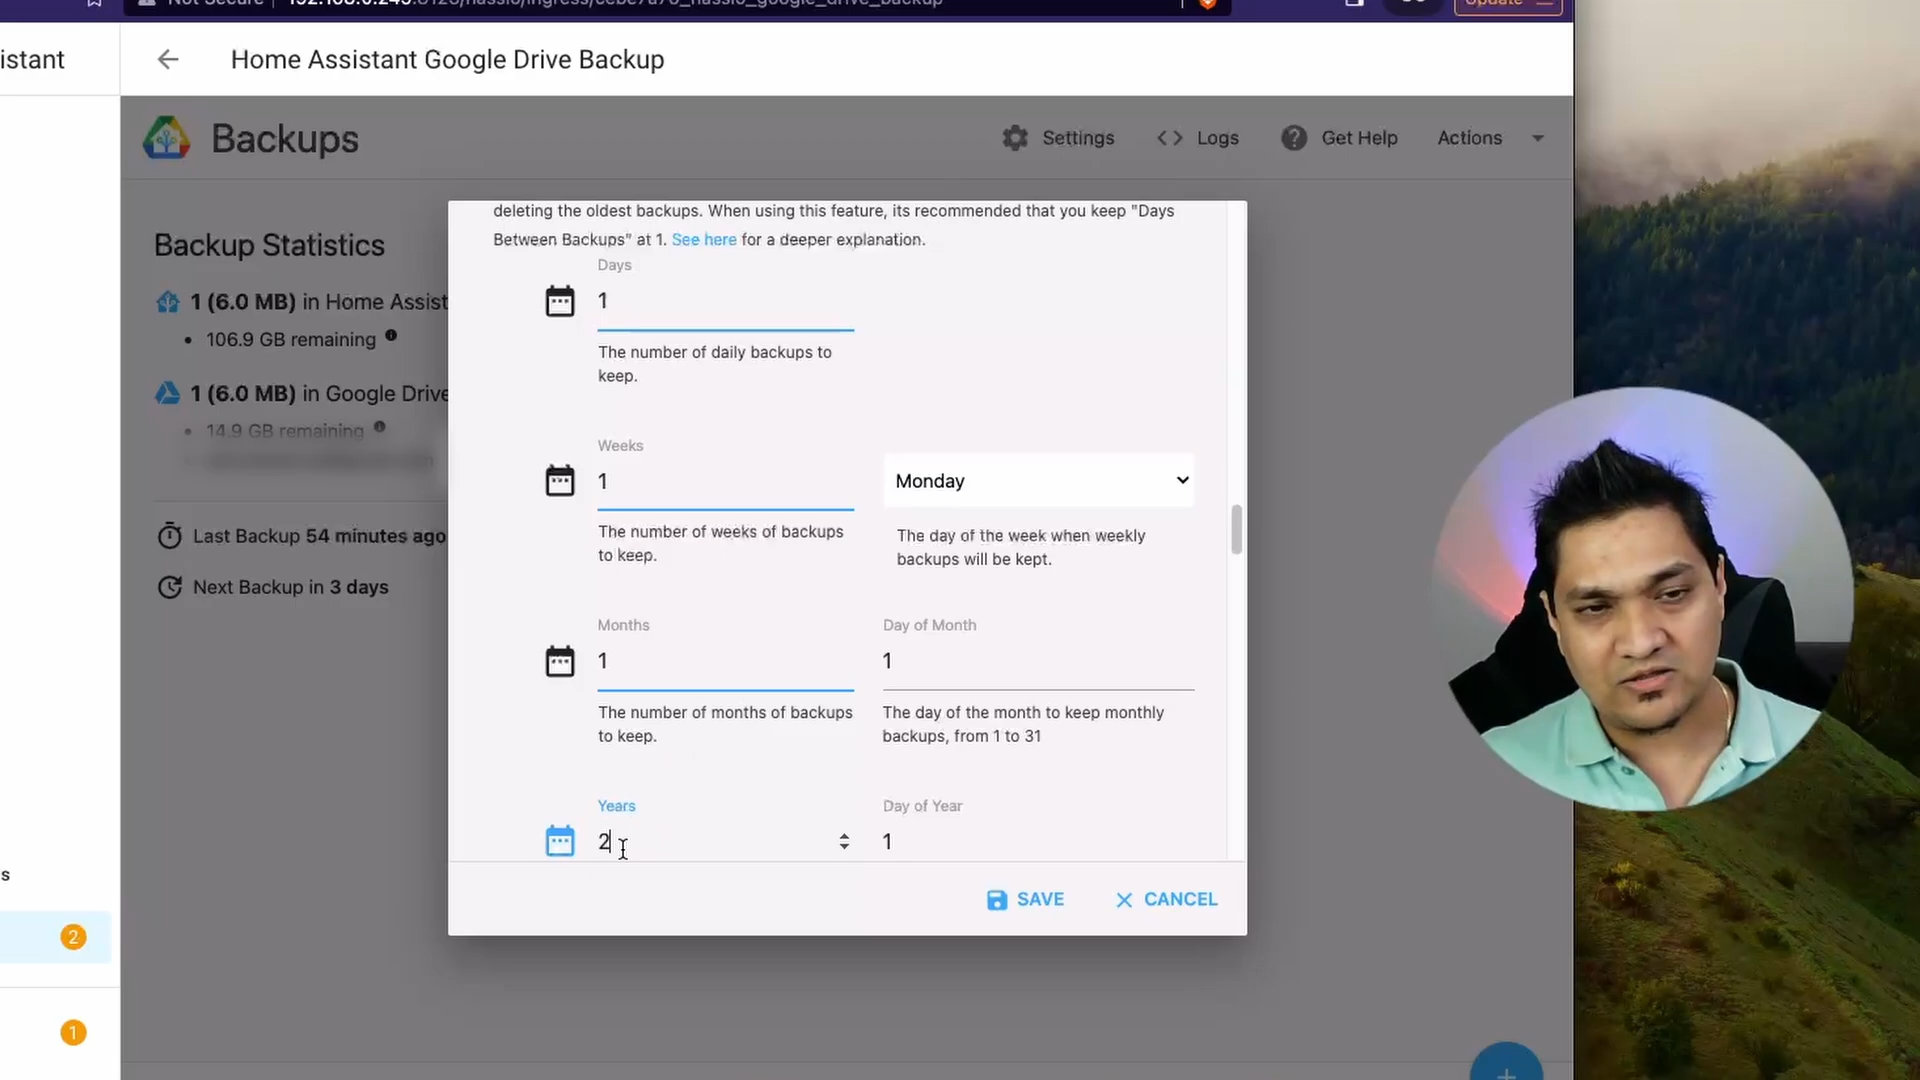 Update
istant
Home Assistant Google Drive Backup
Backups
Settings
Logs
Get Help
Actions
Backup Statistics
1 (6.0 MB) in Home Assist
106.9 GB remaining
1 (6.0 MB) in Google Drive
14.9 GB remaining
Last Backup 54 minutes ago
Next Backup in 3 days
deleting the oldest backups. When using this feature, its recommended that you keep "Days
Between Backups" at 1. See here for a deeper explanation.
Days
1
The number of daily backups to
keep.
Weeks
1
Monday
The number of weeks of backups
to keep.
The day of the week when weekly
backups will be kept.
Months
1
Day of Month
1
The number of months of backups
to keep.
The day of the month to keep monthly
backups, from 1 to 31
Years
2
Day of Year
1
SAVE
CANCEL
s
2
1